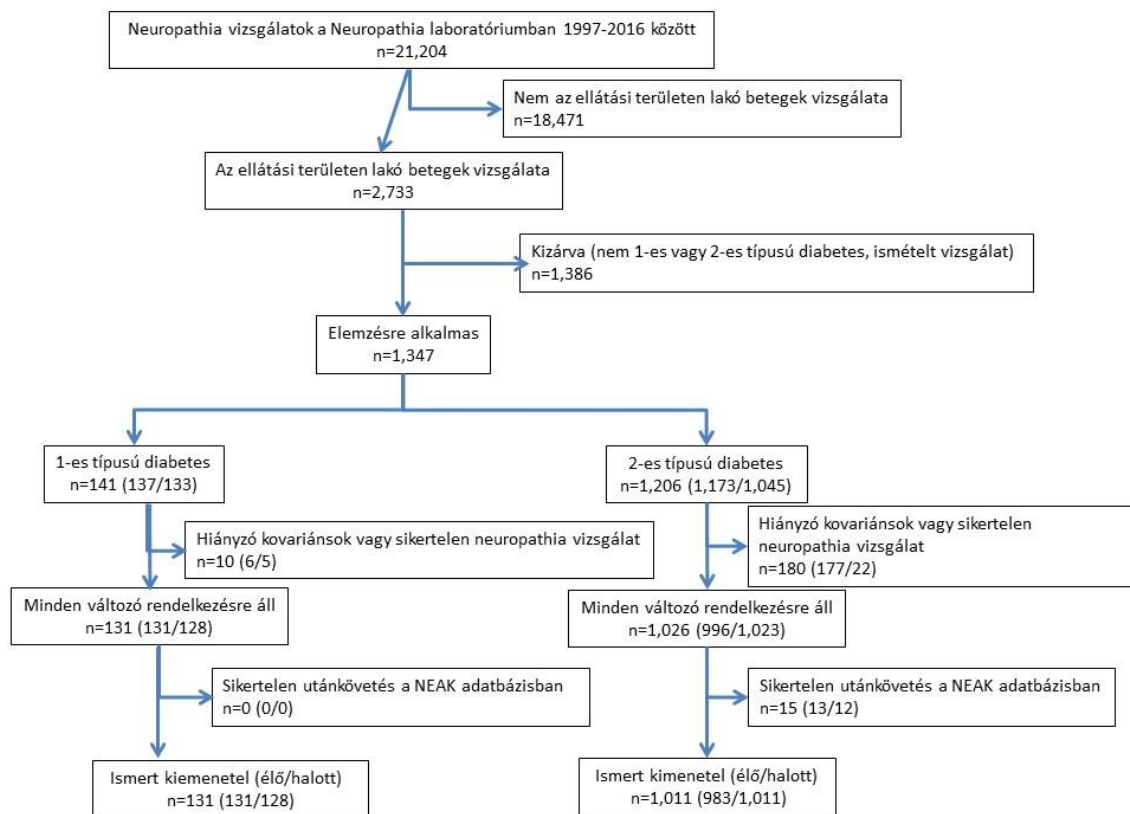 Neuropathia vizsgálatok a Neuropathia laboratóriumban 1997-2016 között
n=21,204
Nem az ellátási területen lakó betegek vizsgálata
n=18,471
Az ellátási területen lakó betegek vizsgálata
n=2,733
Kizárva (nem 1-es vagy 2-es típusú diabetes, ismételt vizsgálat)
n=1,386
Elemzésre alkalmas
n=1,347
1-es típusú diabetes
n=141 (137/133)
Hiányzó kovariánsok vagy sikertelen neuropathia vizsgálat
n=10 (6/5)
Minden változó rendelkezésre áll
n=131 (131/128)
Sikertelen utánkövetés a NEAK adatbázisban
n=0 (0/0)
Ismert kiemenetel (élő/halott)
n=131 (131/128)
2-es típusú diabetes
n=1,206 (1,173/1,045)
Hiányzó kovariánsok vagy sikertelen
neuropathia vizsgálat
n=180 (177/22)
Minden változó rendelkezésre áll
n=1,026 (996/1,023)
Sikertelen utánkövetés a NEAK adatbázisban
n=15 (13/12)
Ismert kimenetel (élő/halott)
n=1,011 (983/1,011)